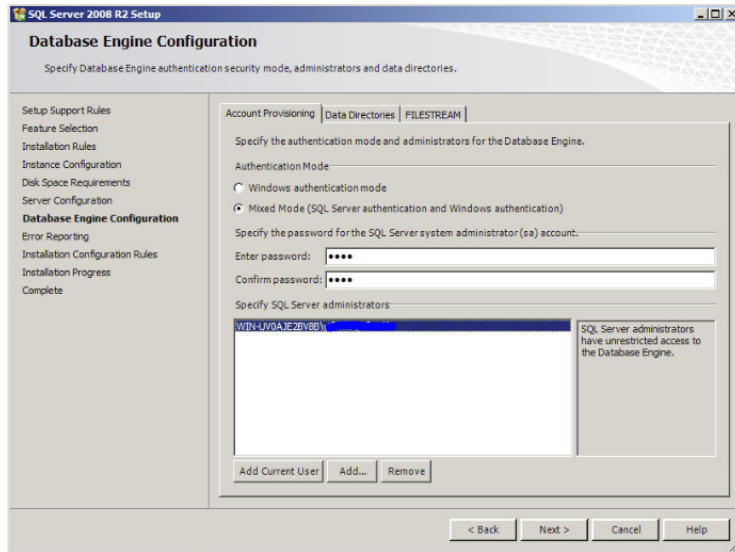 SQL Server 2008 R2 Setup
Database Engine Configuration
Specify Database Engine authentication security mode, administrators and data directories.
Setup Support Rules
Feature Selection
Installation Rules
Instance Configuration
Disk Space Requirements
Server Configuration
Database Engine Configuration
Error Reporting
Installation Configuration Rules
Installation Progress
Complete
Account Provisioning Data Directories FILESTREAM
Specify the authentication mode and administrators for the Database Engine.
Authentication Mode
Windows authentication mode
Mixed Mode (SQL Server authentication and Windows authentication)
Specify the password for the SQL Server system administrator (sa) account.
Enter password: ••••
Confirm password: ••••
Specify SQL Server administrators
WIN-UV0AJE2BV8B\
SQL Server administrators
have unrestricted access to
the Database Engine.
Add Current User Add... Remove
< Back Next > Cancel Help